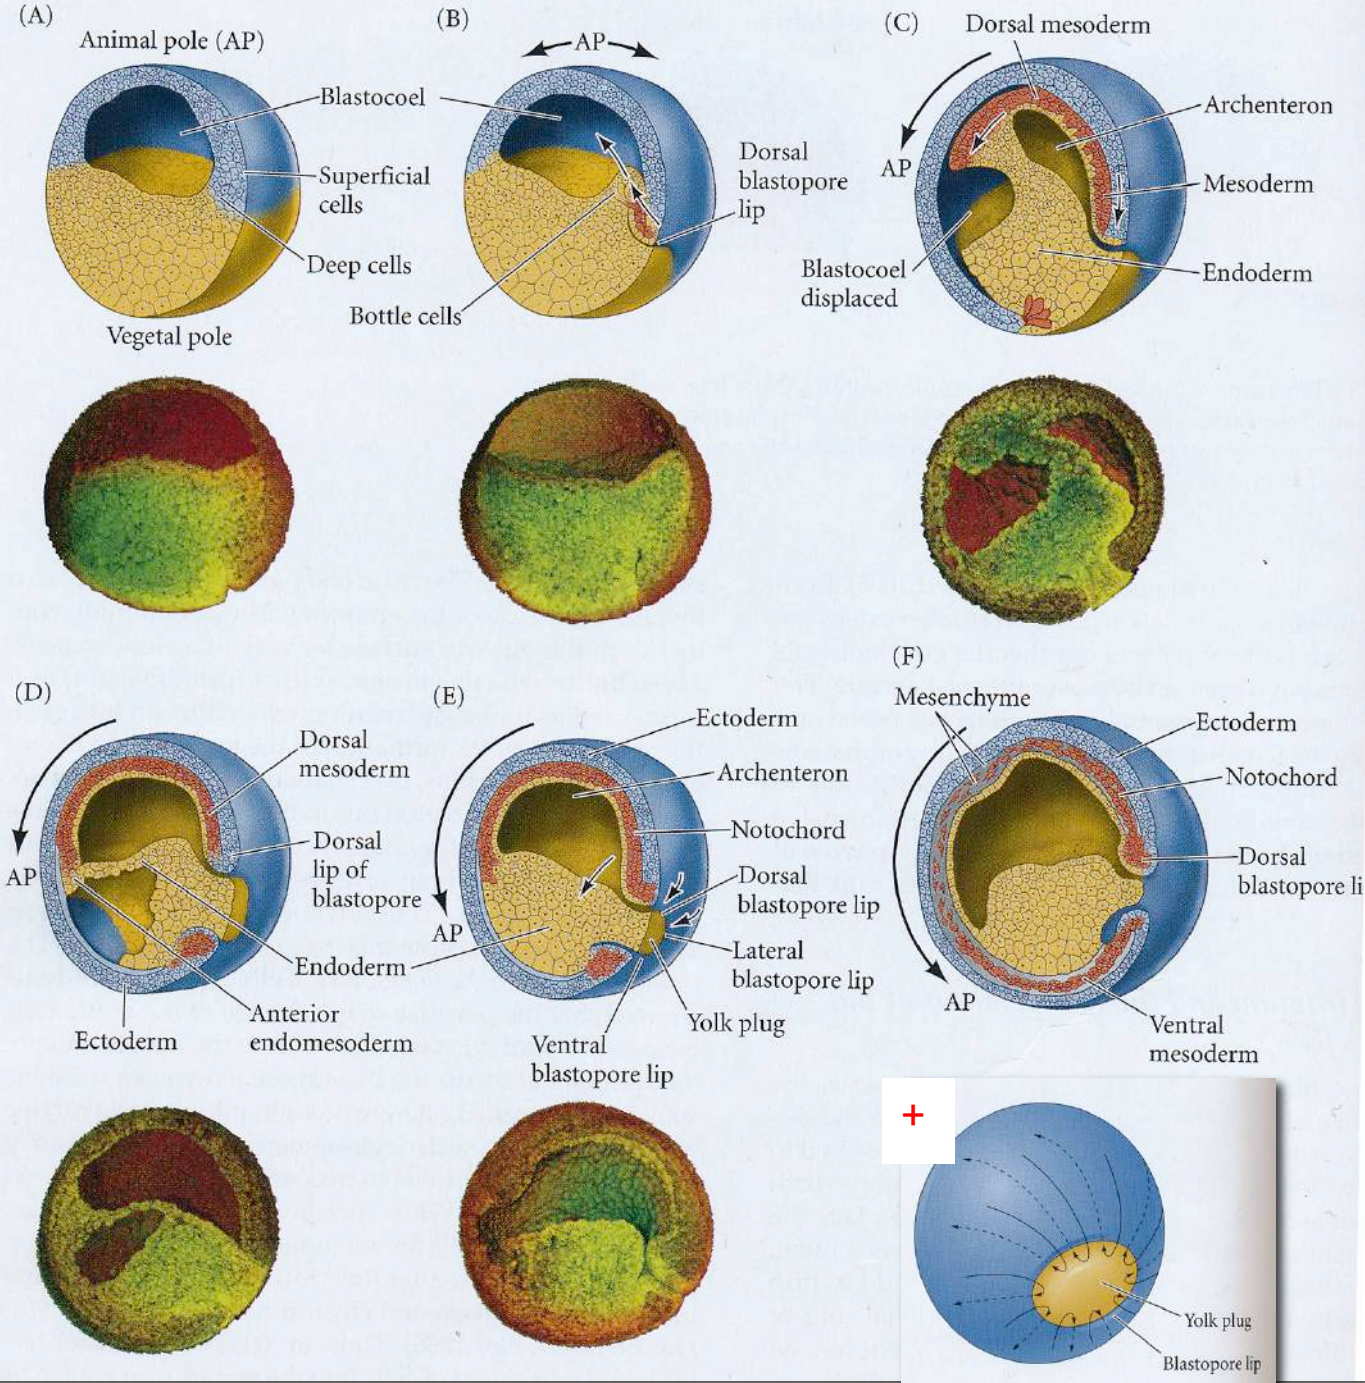 (A)
Animal pole (AP)
Blastocoel
Superficial
cells
Deep cells
Vegetal pole
(B)
AP
Dorsal
blastopore
lip
Bottle cells
(C)
Dorsal mesoderm
Archenteron
AP
Mesoderm
Blastocoel
displaced
Endoderm
(D)
Dorsal
mesoderm
Dorsal
lip of
blastopore
AP
Endoderm
Anterior
endomesoderm
Ectoderm
(E)
Ectoderm
Archenteron
Notochord
Dorsal
blastopore lip
AP
Lateral
blastopore lip
Yolk plug
Ventral
blastopore lip
(F)
Mesenchyme
Ectoderm
Notochord
Dorsal
blastopore li
AP
Ventral
mesoderm
+
Yolk plug
Blastopore lip